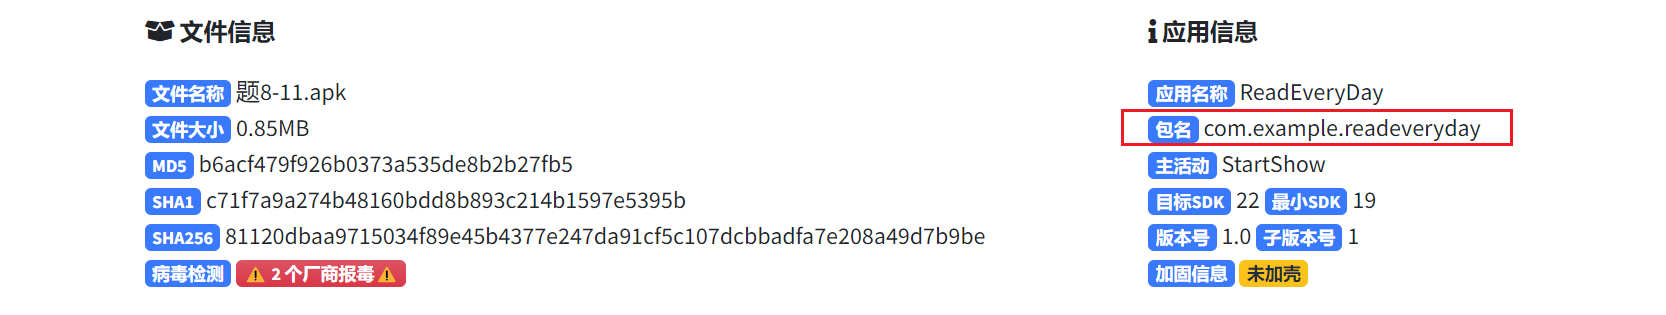 文件信息
文件名称 题8-11.apk
文件大小 0.85MB
MD5 b6acf479f926b0373a535de8b2b27fb5
SHA1 c71f7a9a274b48160bdd8b893c214b1597e5395b
SHA256 81120dbaa9715034f89e45b4377e247da91cf5c107dcbbadfa7e208a49d7b9be
病毒检测 2 个厂商报毒
应用信息
应用名称 ReadEveryDay
包名 com.example.readeveryday
主活动 StartShow
目标SDK 22 最小SDK 19
版本号 1.0 子版本号 1
加固信息 未加壳